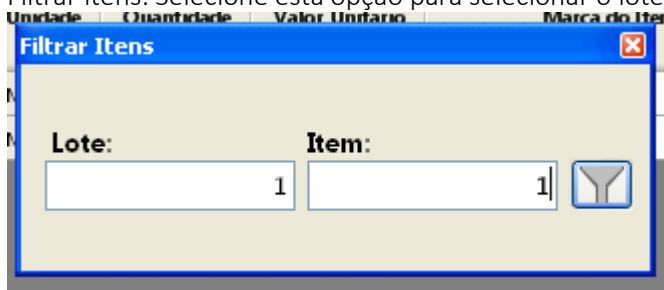 Filtrar Itens: Selecione esta opção para selecionar o lote
Unidade Quantidade Valor Unitário Marca do Ite
Filtrar Itens
Lote: Item:
1 1